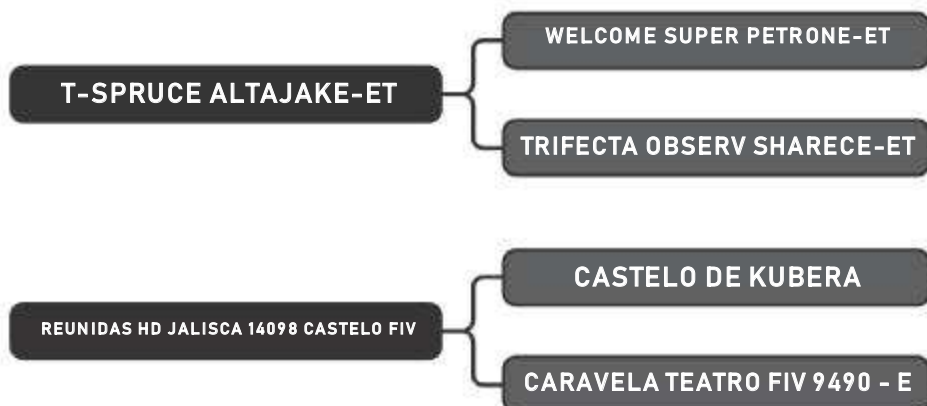 WELCOME SUPER PETRONE-ET
T-SPRUCE ALTAJAKE-ET
TRIFECTA OBSERV SHARECE-ET
CASTELO DE KUBERA
REUNIDAS HD JALISCA 14098 CASTELO FIV
CARAVELA TEATRO FIV 9490 - E